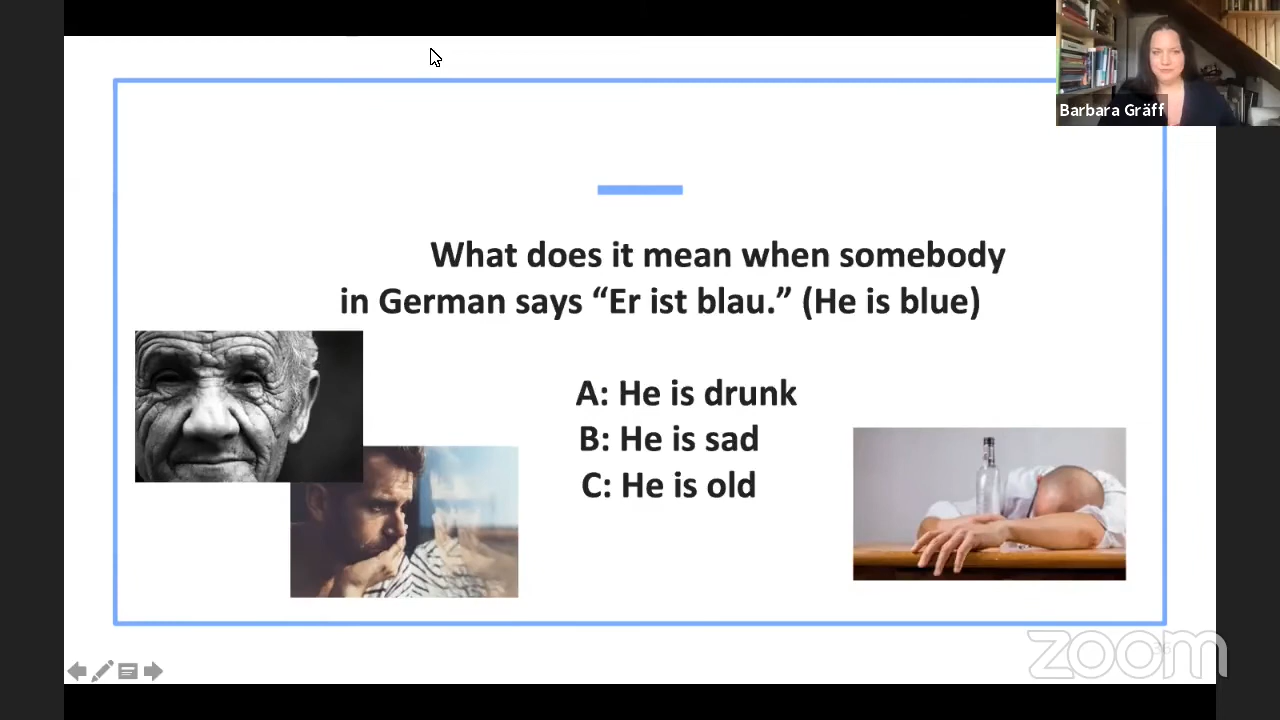 Barbara Gräff
What does it mean when somebody
in German says “Er ist blau.” (He is blue)
A: He is drunk
B: He is sad
C: He is old
36
zoom